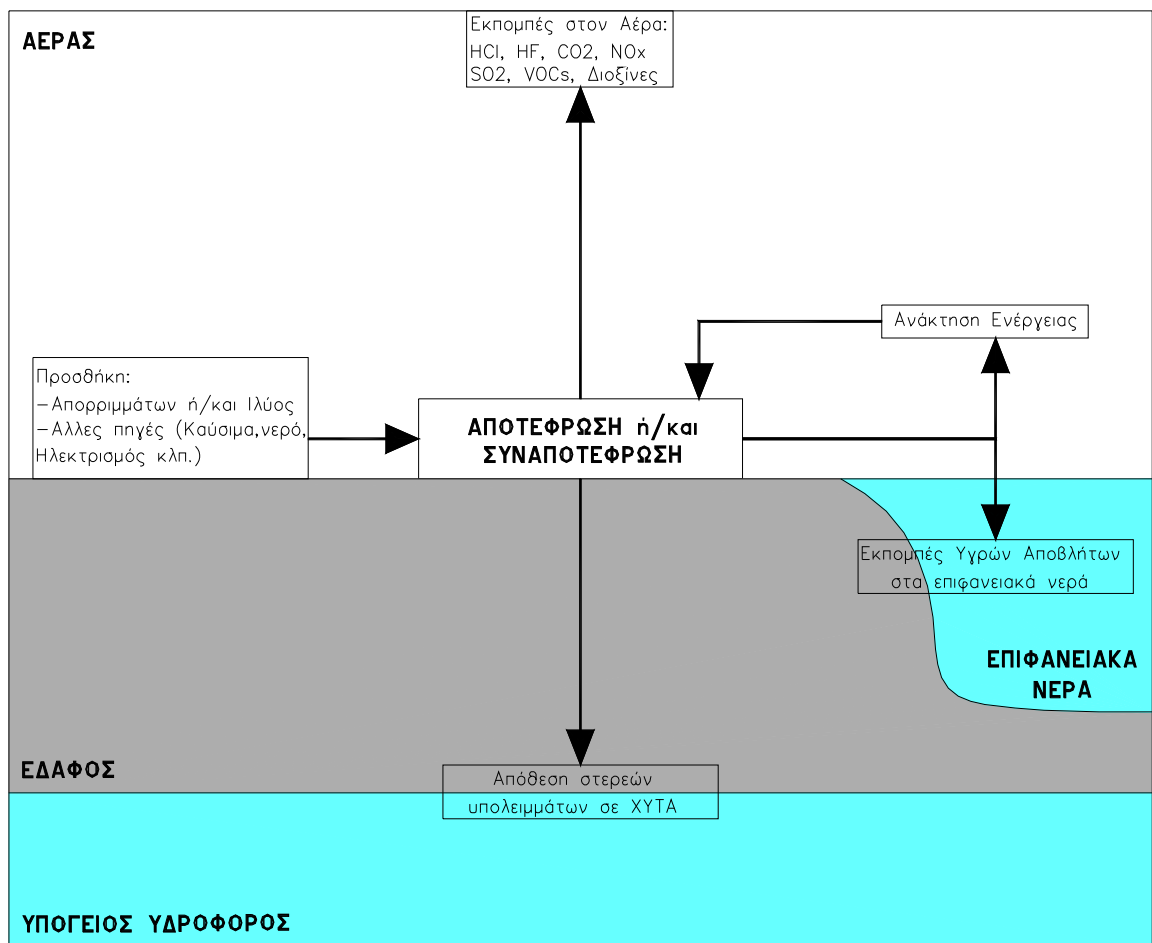 ΑΕΡΑΣ
Εκπομπές στον Αέρα:
HCl, HF, CO2, NOx
SO2, VOCs, Διοξίνες
Ανάκτηση Ενέργειας
Προσθήκη:
-Απορριμμάτων ή/και Ιλύος
-Αλλες πηγές (Καύσιμα,νερό,
Ηλεκτρισμός κλπ.)
ΑΠΟΤΕΦΡΩΣΗ ή/και
ΣΥΝΑΠΟΤΕΦΡΩΣΗ
Εκπομπές Υγρών Αποβλήτων
στα επιφανειακά νερά
ΕΠΙΦΑΝΕΙΑΚΑ
ΝΕΡΑ
ΕΔΑΦΟΣ
Απόθεση στερεών
υπολειμμάτων σε ΧΥΤΑ
ΥΠΟΓΕΙΟΣ ΥΔΡΟΦΟΡΟΣ